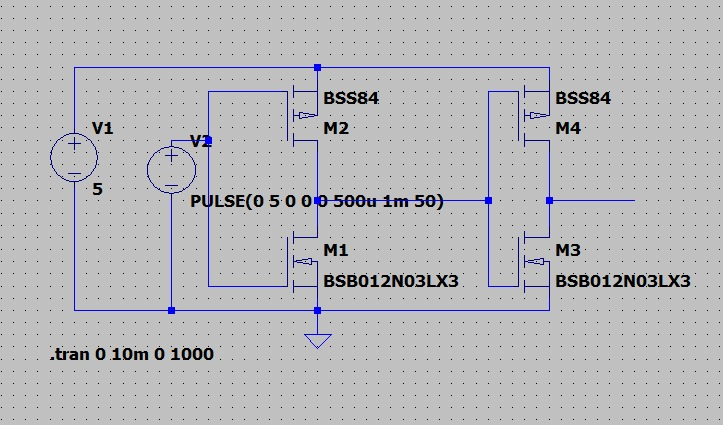 BSS84
BSS84
V1
M2
M4
V2
5
PULSE(0 5 0 0 0 500u 1m 50)
M1
M3
BSB012N03LX3
BSB012N03LX3
.tran 0 10m 0 1000